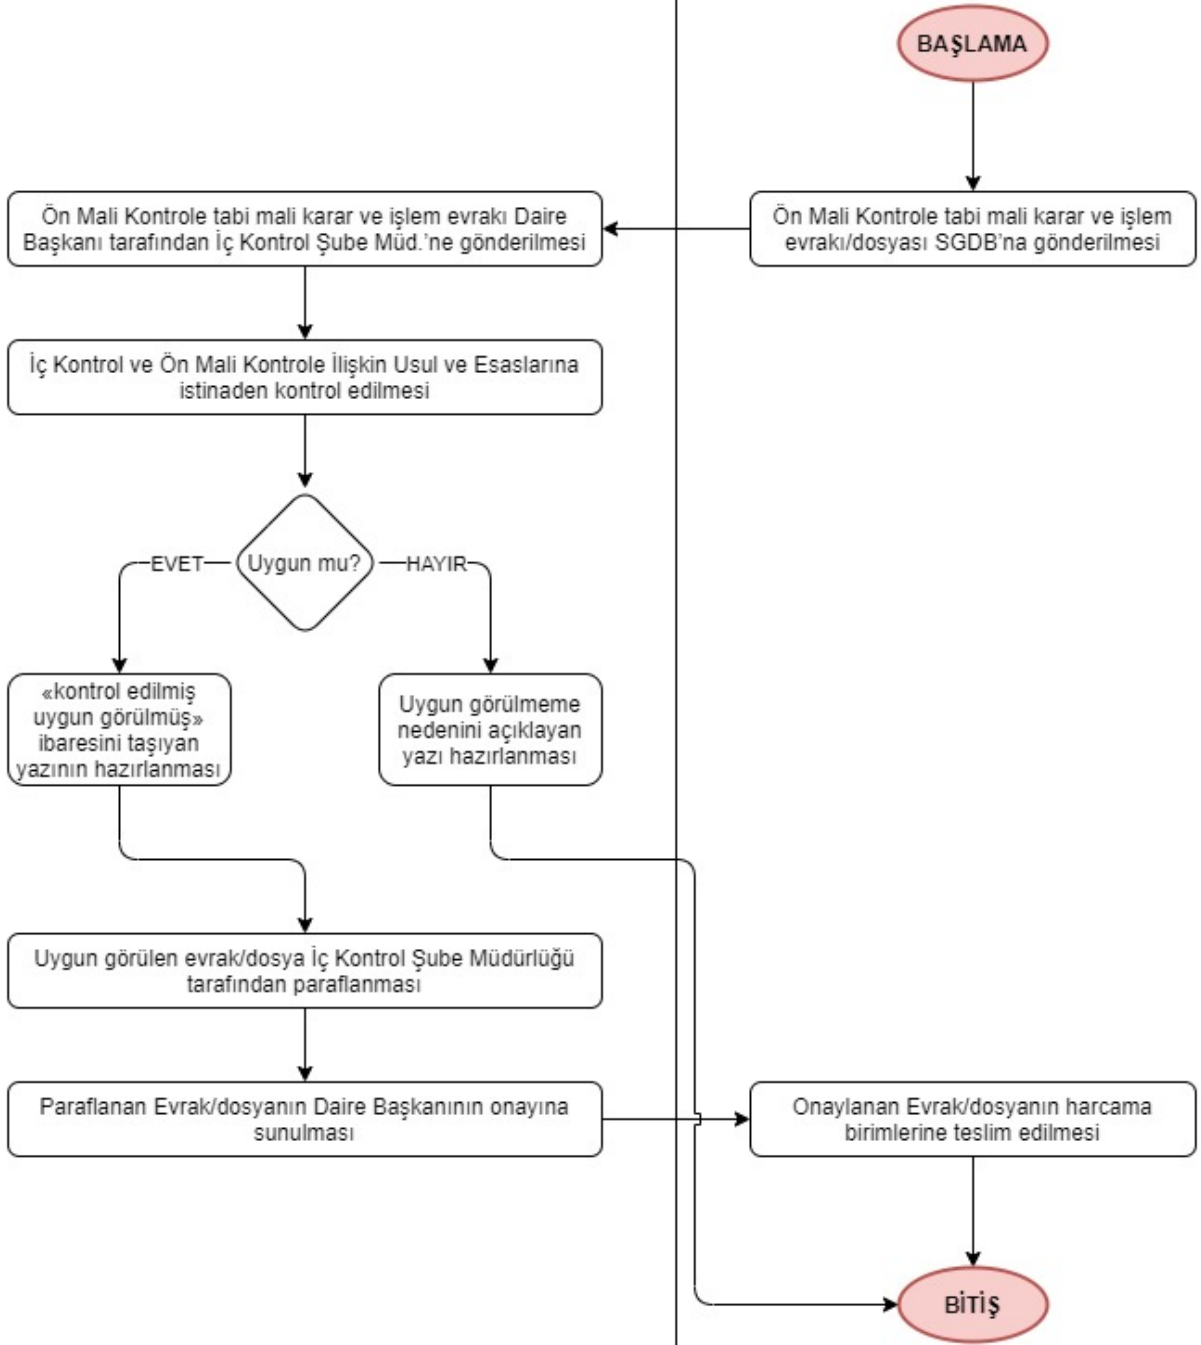 BAŞLAMA
Ön Mali Kontrole tabi mali karar ve işlem
evrakı/dosyası SGDB'na gönderilmesi
Ön Mali Kontrole tabi mali karar ve işlem evrakı Daire
Başkanı tarafından İç Kontrol Şube Müd.'ne gönderilmesi
İç Kontrol ve Ön Mali Kontrole İlişkin Usul ve Esaslarına
istinaden kontrol edilmesi
Uygun mu?
EVET
HAYIR
«kontrol edilmiş
uygun görülmüş»
ibaresini taşıyan
yazının hazırlanması
Uygun görülmeme
nedenini açıklayan
yazı hazırlanması
Uygun görülen evrak/dosya İç Kontrol Şube Müdürlüğü
tarafından paraflanması
Paraflanan Evrak/dosyanın Daire Başkanının onayına
sunulması
Onaylanan Evrak/dosyanın harcama
birimlerine teslim edilmesi
BİTİŞ